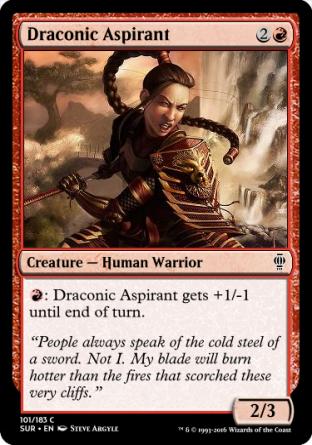 Draconic Aspirant 2
Creature — Human Warrior
: Draconic Aspirant gets +1/-1
until end of turn.
“People always speak of the cold steel of
a sword. Not I. My blade will burn
hotter than the fires that scorched these
very cliffs.”
2/3
101/183 C
SUR • EN STEVE ARGYLE
™ & © 1993-2016 Wizards of the Coast